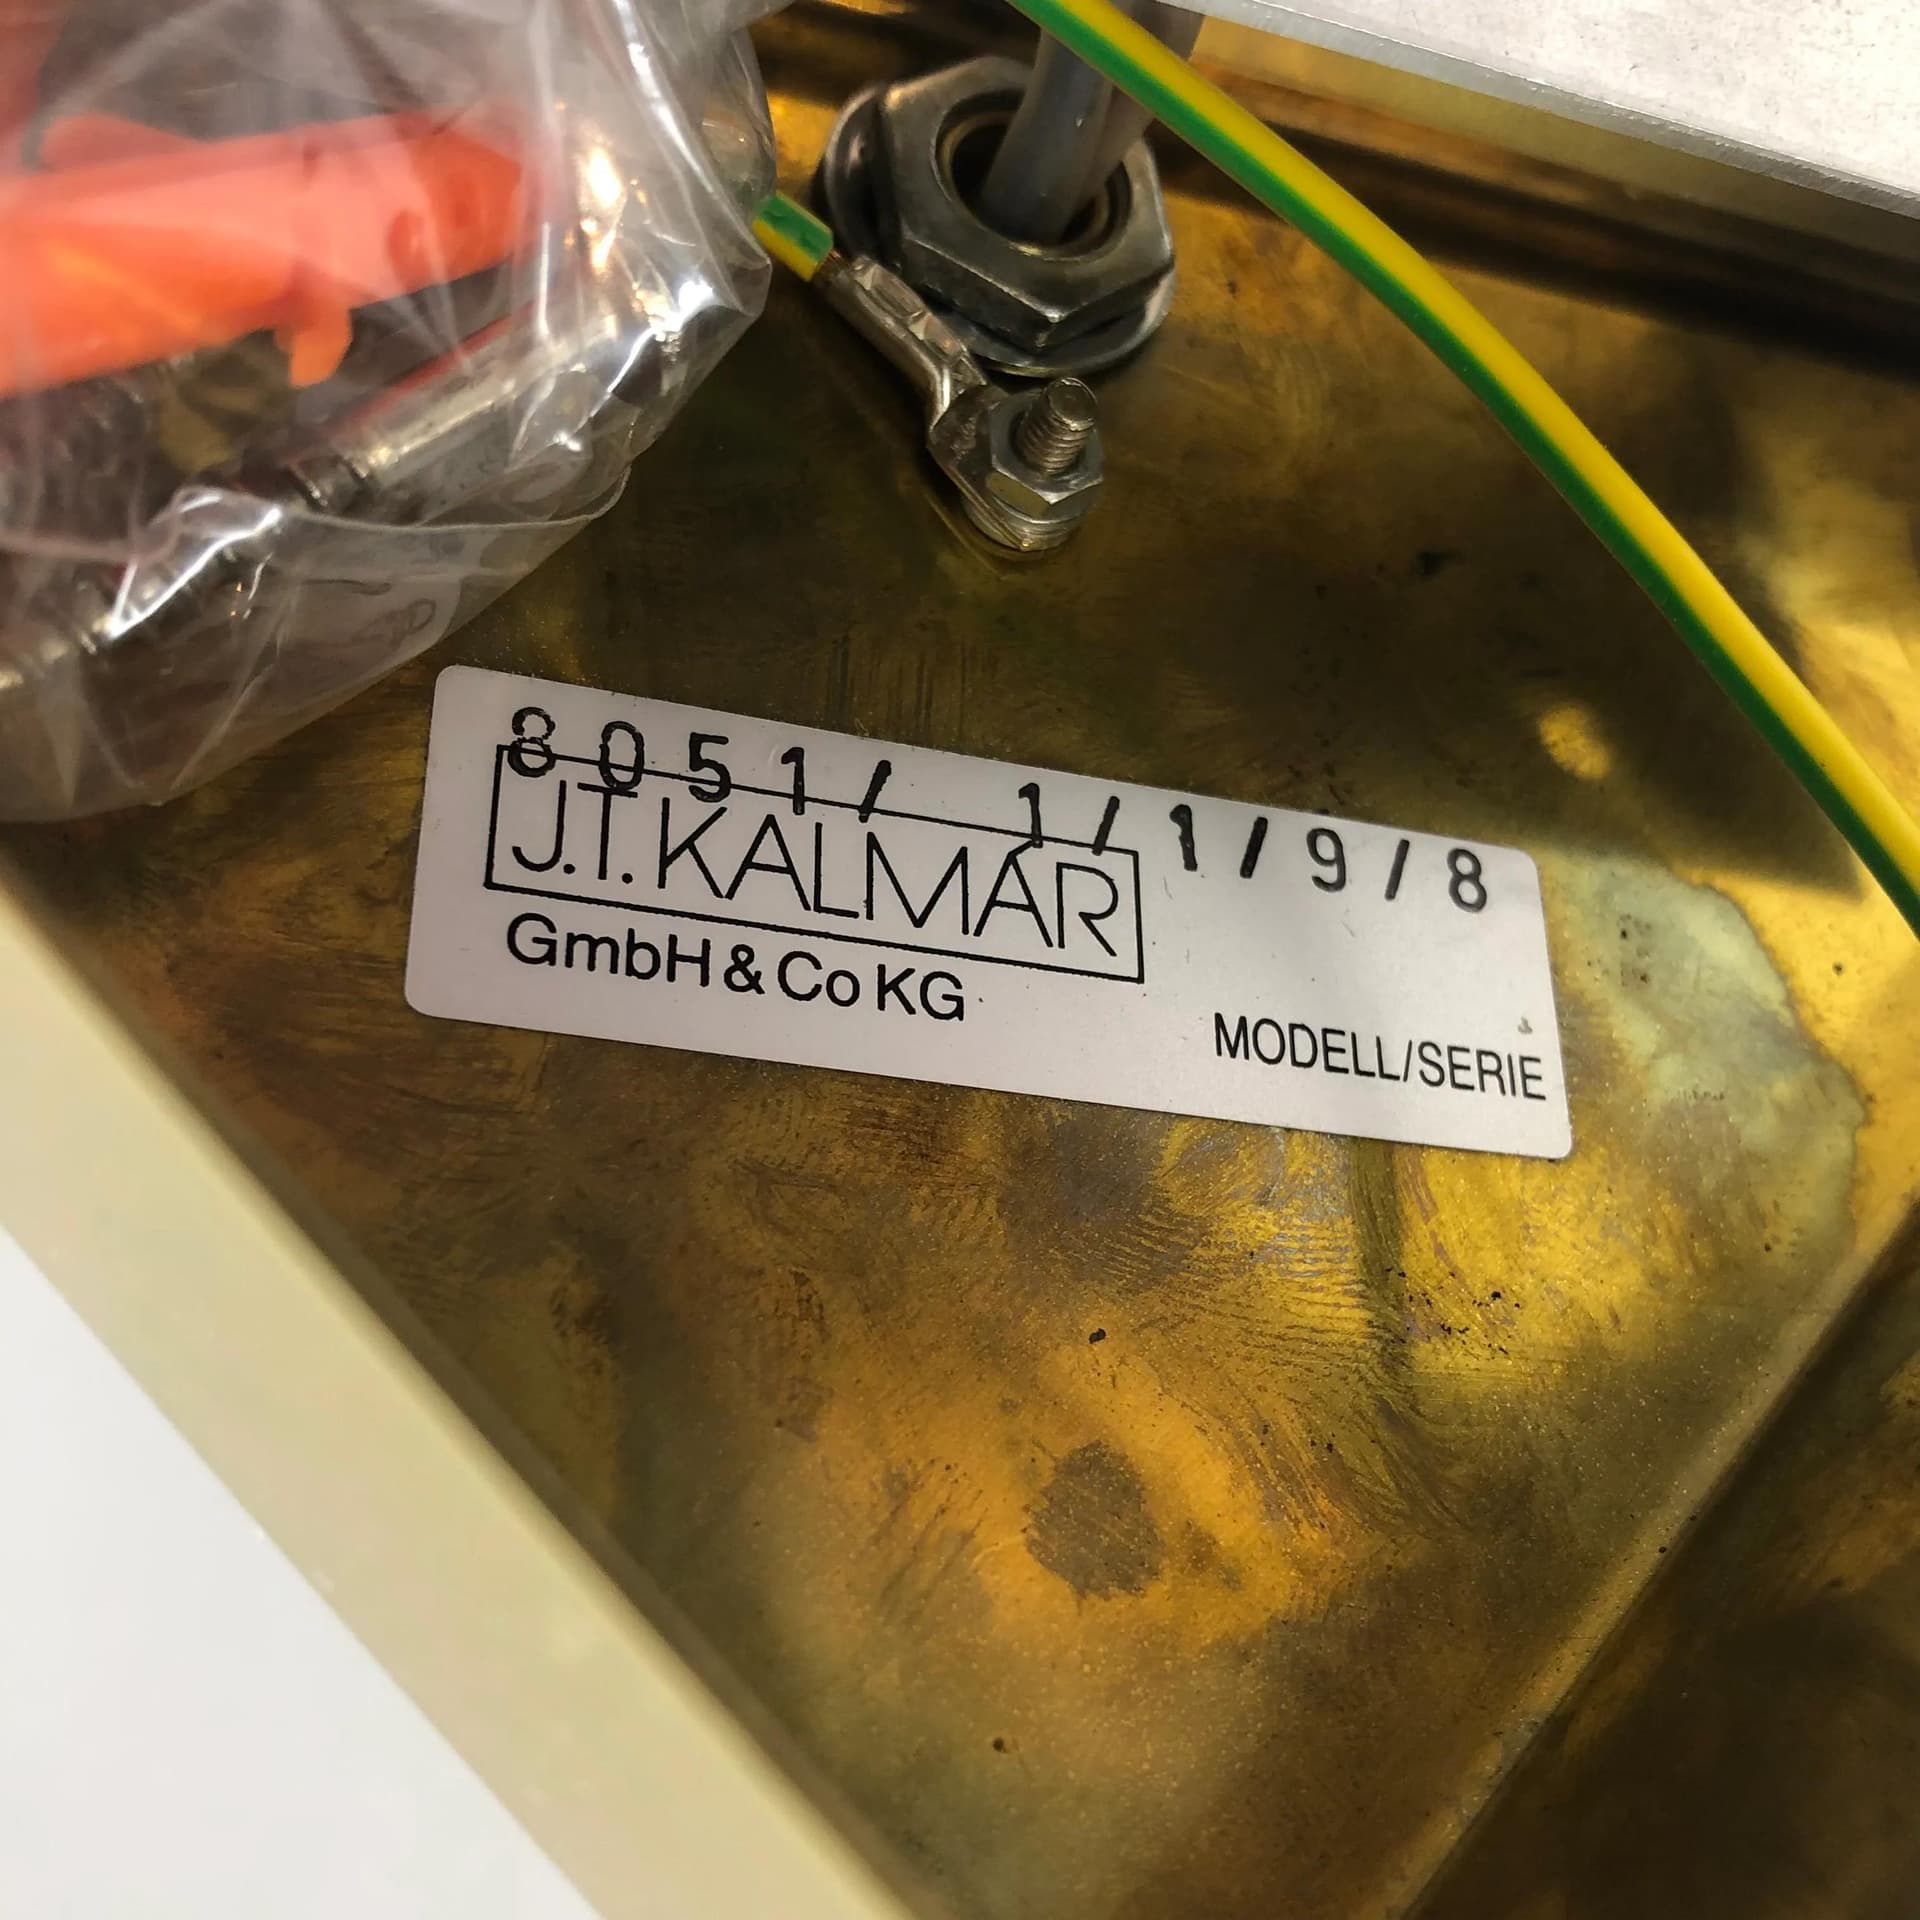 8051/ 1/1/9/8
J.T. KALMAR
GmbH & Co KG
MODELL/SERIE